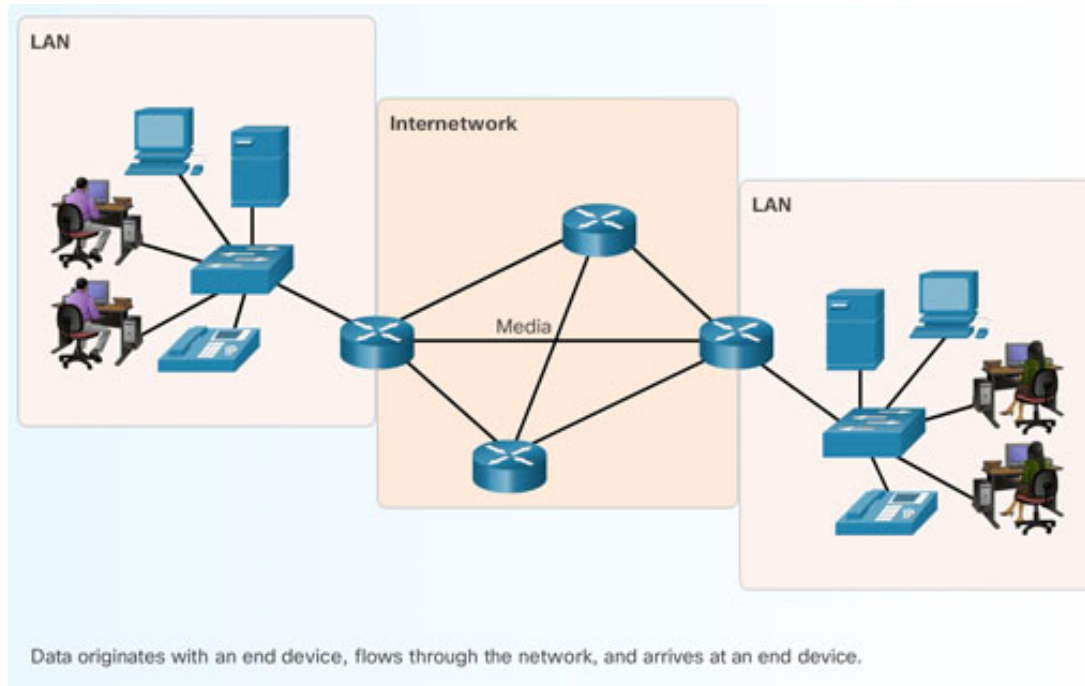 LAN
Internetwork
LAN
Media
Data originates with an end device, flows through the network, and arrives at an end device.